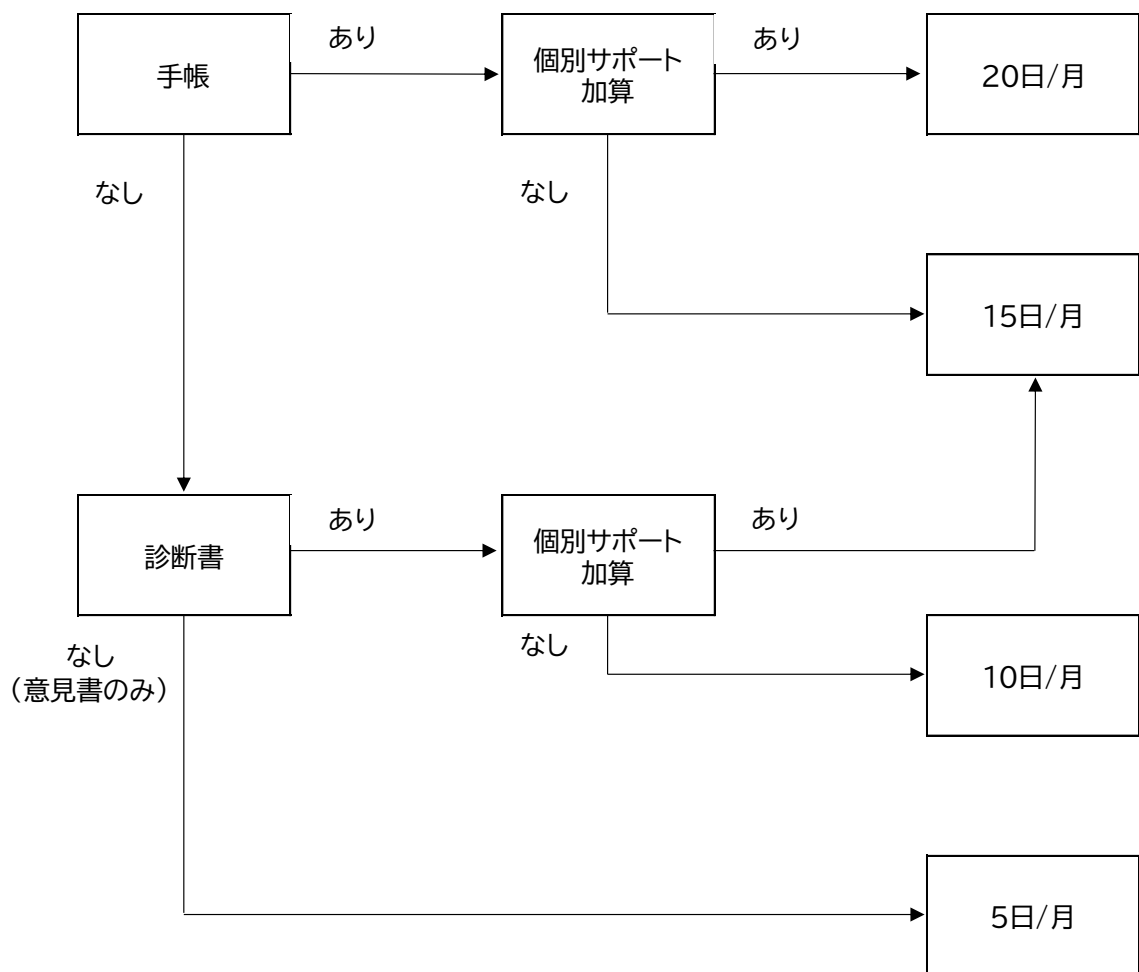 手帳
あり
個別サポート
加算
あり
20日/月
なし
なし
15日/月
診断書
あり
個別サポート
加算
あり
なし
（意見書のみ）
なし
10日/月
5日/月